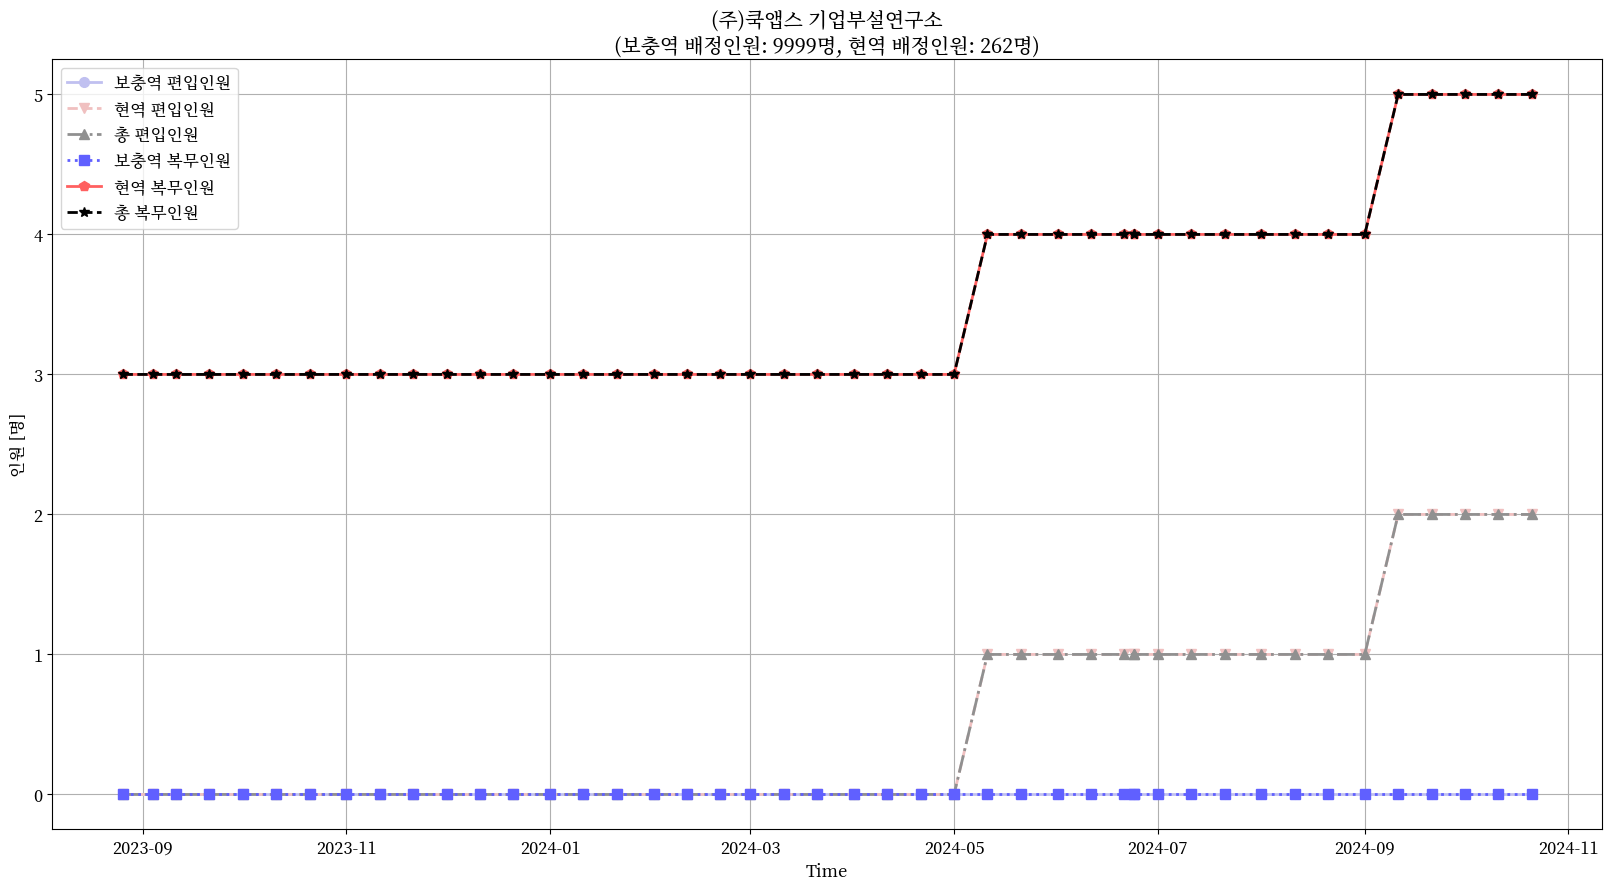 (주)쿡앱스 기업부설연구소
(보충역 배정인원: 9999명, 현역 배정인원: 262명)
보충역 편입인원
현역 편입인원
총 편입인원
보충역 복무인원
현역 복무인원
총 복무인원
인원 [명]
5
4
3
2
1
0
2023-09
2023-11
2024-01
2024-03
2024-05
2024-07
2024-09
2024-11
Time